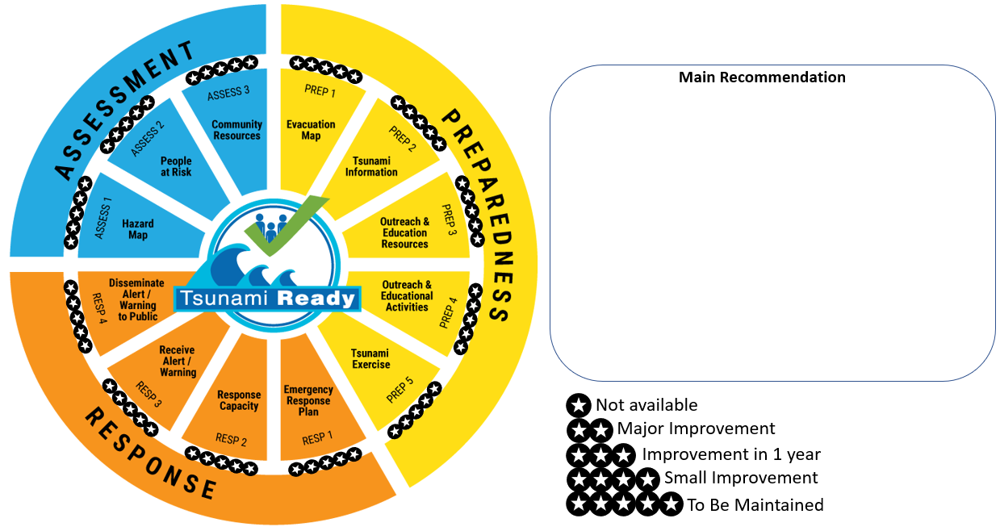 ASSESSMENT
ASSESS 3
Community
Resources
ASSESS 2
People
at Risk
ASSESS 1
Hazard
Map
PREPAREDNESS
PREP 1
Evacuation
Map
PREP 2
Tsunami
Information
PREP 3
Outreach &
Education
Resources
PREP 4
Outreach &
Educational
Activities
PREP 5
Tsunami
Exercise
Tsunami Ready
RESPONSE
RESP 4
Disseminate
Alert /
Warning
to Public
RESP 3
Receive
Alert /
Warning
RESP 2
Response
Capacity
RESP 1
Emergency
Response
Plan
Main Recommendation
Not available
Major Improvement
Improvement in 1 year
Small Improvement
To Be Maintained